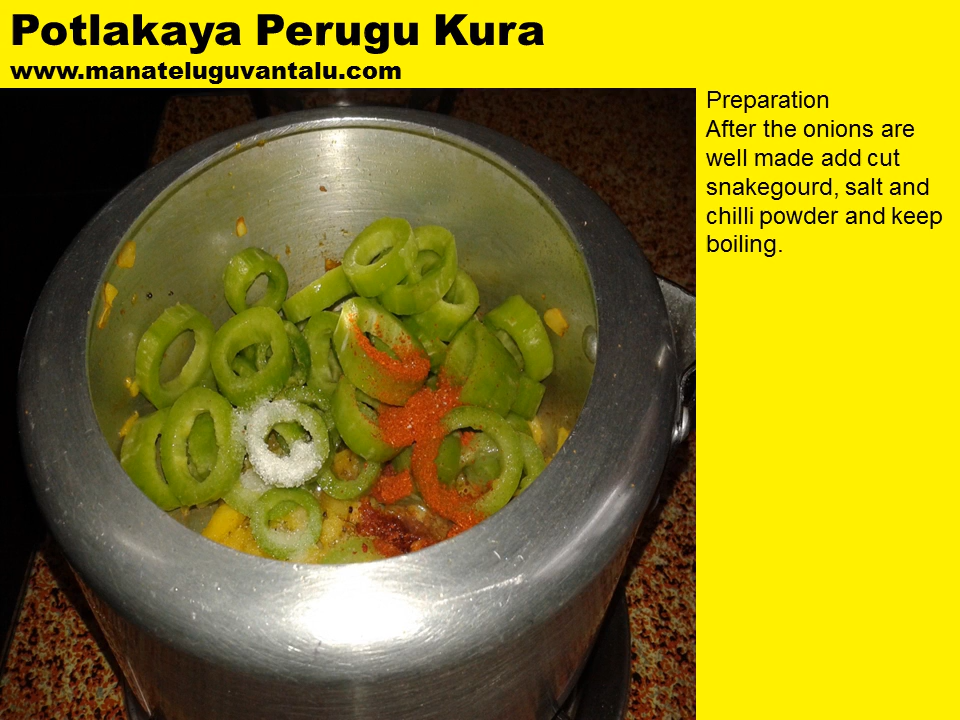 Potlakaya Perugu Kura
www.manateluguvantalu.com
Preparation
After the onions are
well made add cut
snakegourd, salt and
chilli powder and keep
boiling.